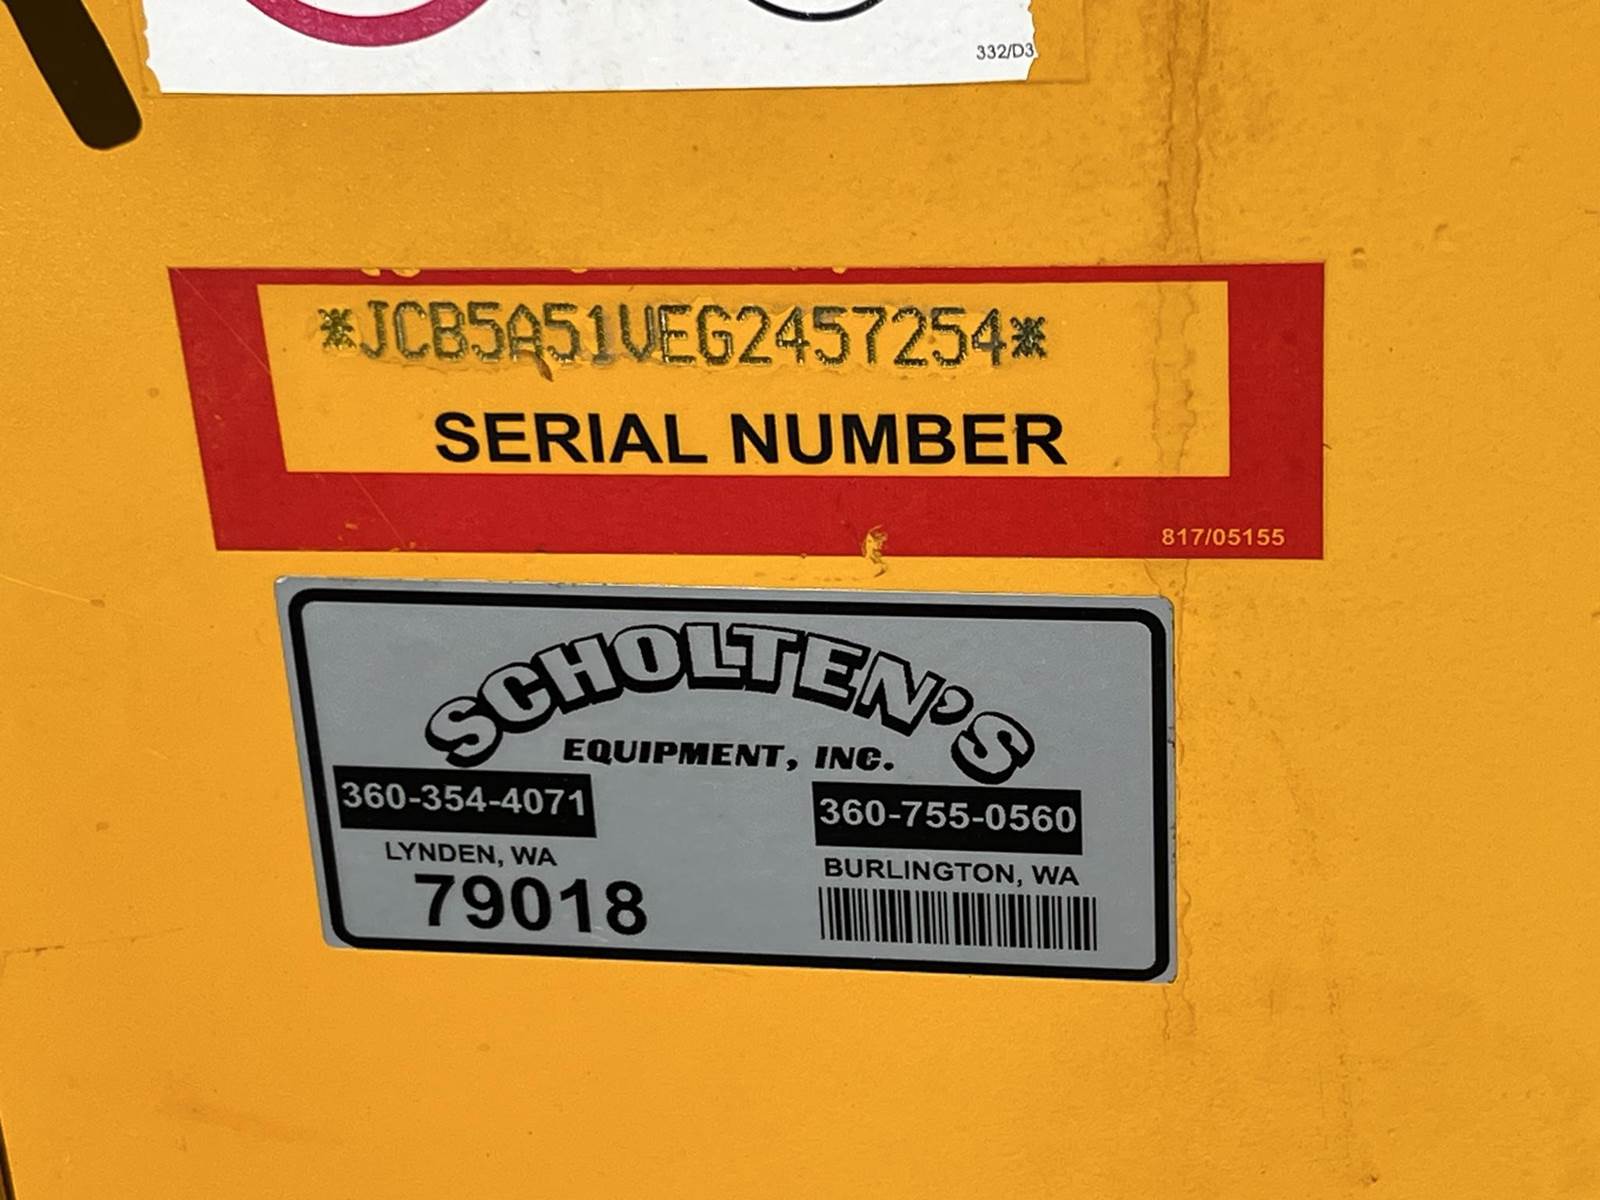 332/D3
*JCB5A51VEG2457254*
SERIAL NUMBER
817/05155
SCHOLTEN'S
EQUIPMENT, INC.
360-354-4071
360-755-0560
LYNDEN, WA
BURLINGTON, WA
79018